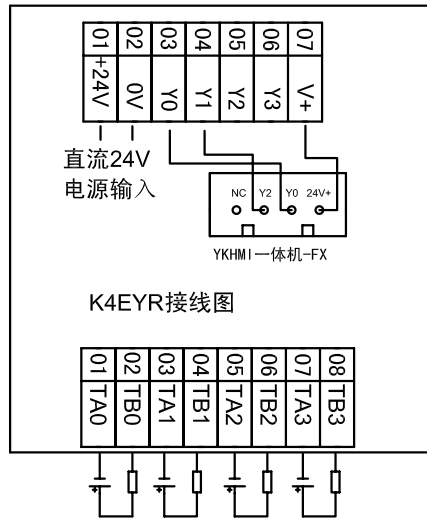 01 02 03 04 05 06 07
+24V 0V Y0 Y1 Y2 Y3 V+
直流24V
电源输入
NC Y2 Y0 24V+
YKHMI一体机-FX
K4EYR接线图
01 02 03 04 05 06 07 08
TA0 TB0 TA1 TB1 TA2 TB2 TA3 TB3
+ + + +